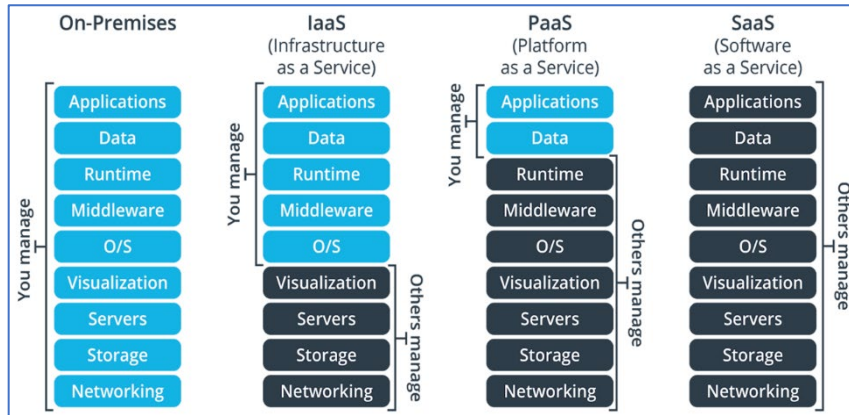 On-Premises
You manage
Applications
Data
Runtime
Middleware
O/S
Visualization
Servers
Storage
Networking
IaaS
(Infrastructure
as a Service)
You manage
Applications
Data
Runtime
Middleware
O/S
Visualization
Servers
Storage
Networking
Others manage
PaaS
(Platform
as a Service)
You manage
Applications
Data
Runtime
Middleware
O/S
Visualization
Servers
Storage
Networking
Others manage
SaaS
(Software
as a Service)
Applications
Data
Runtime
Middleware
O/S
Visualization
Servers
Storage
Networking
Others manage